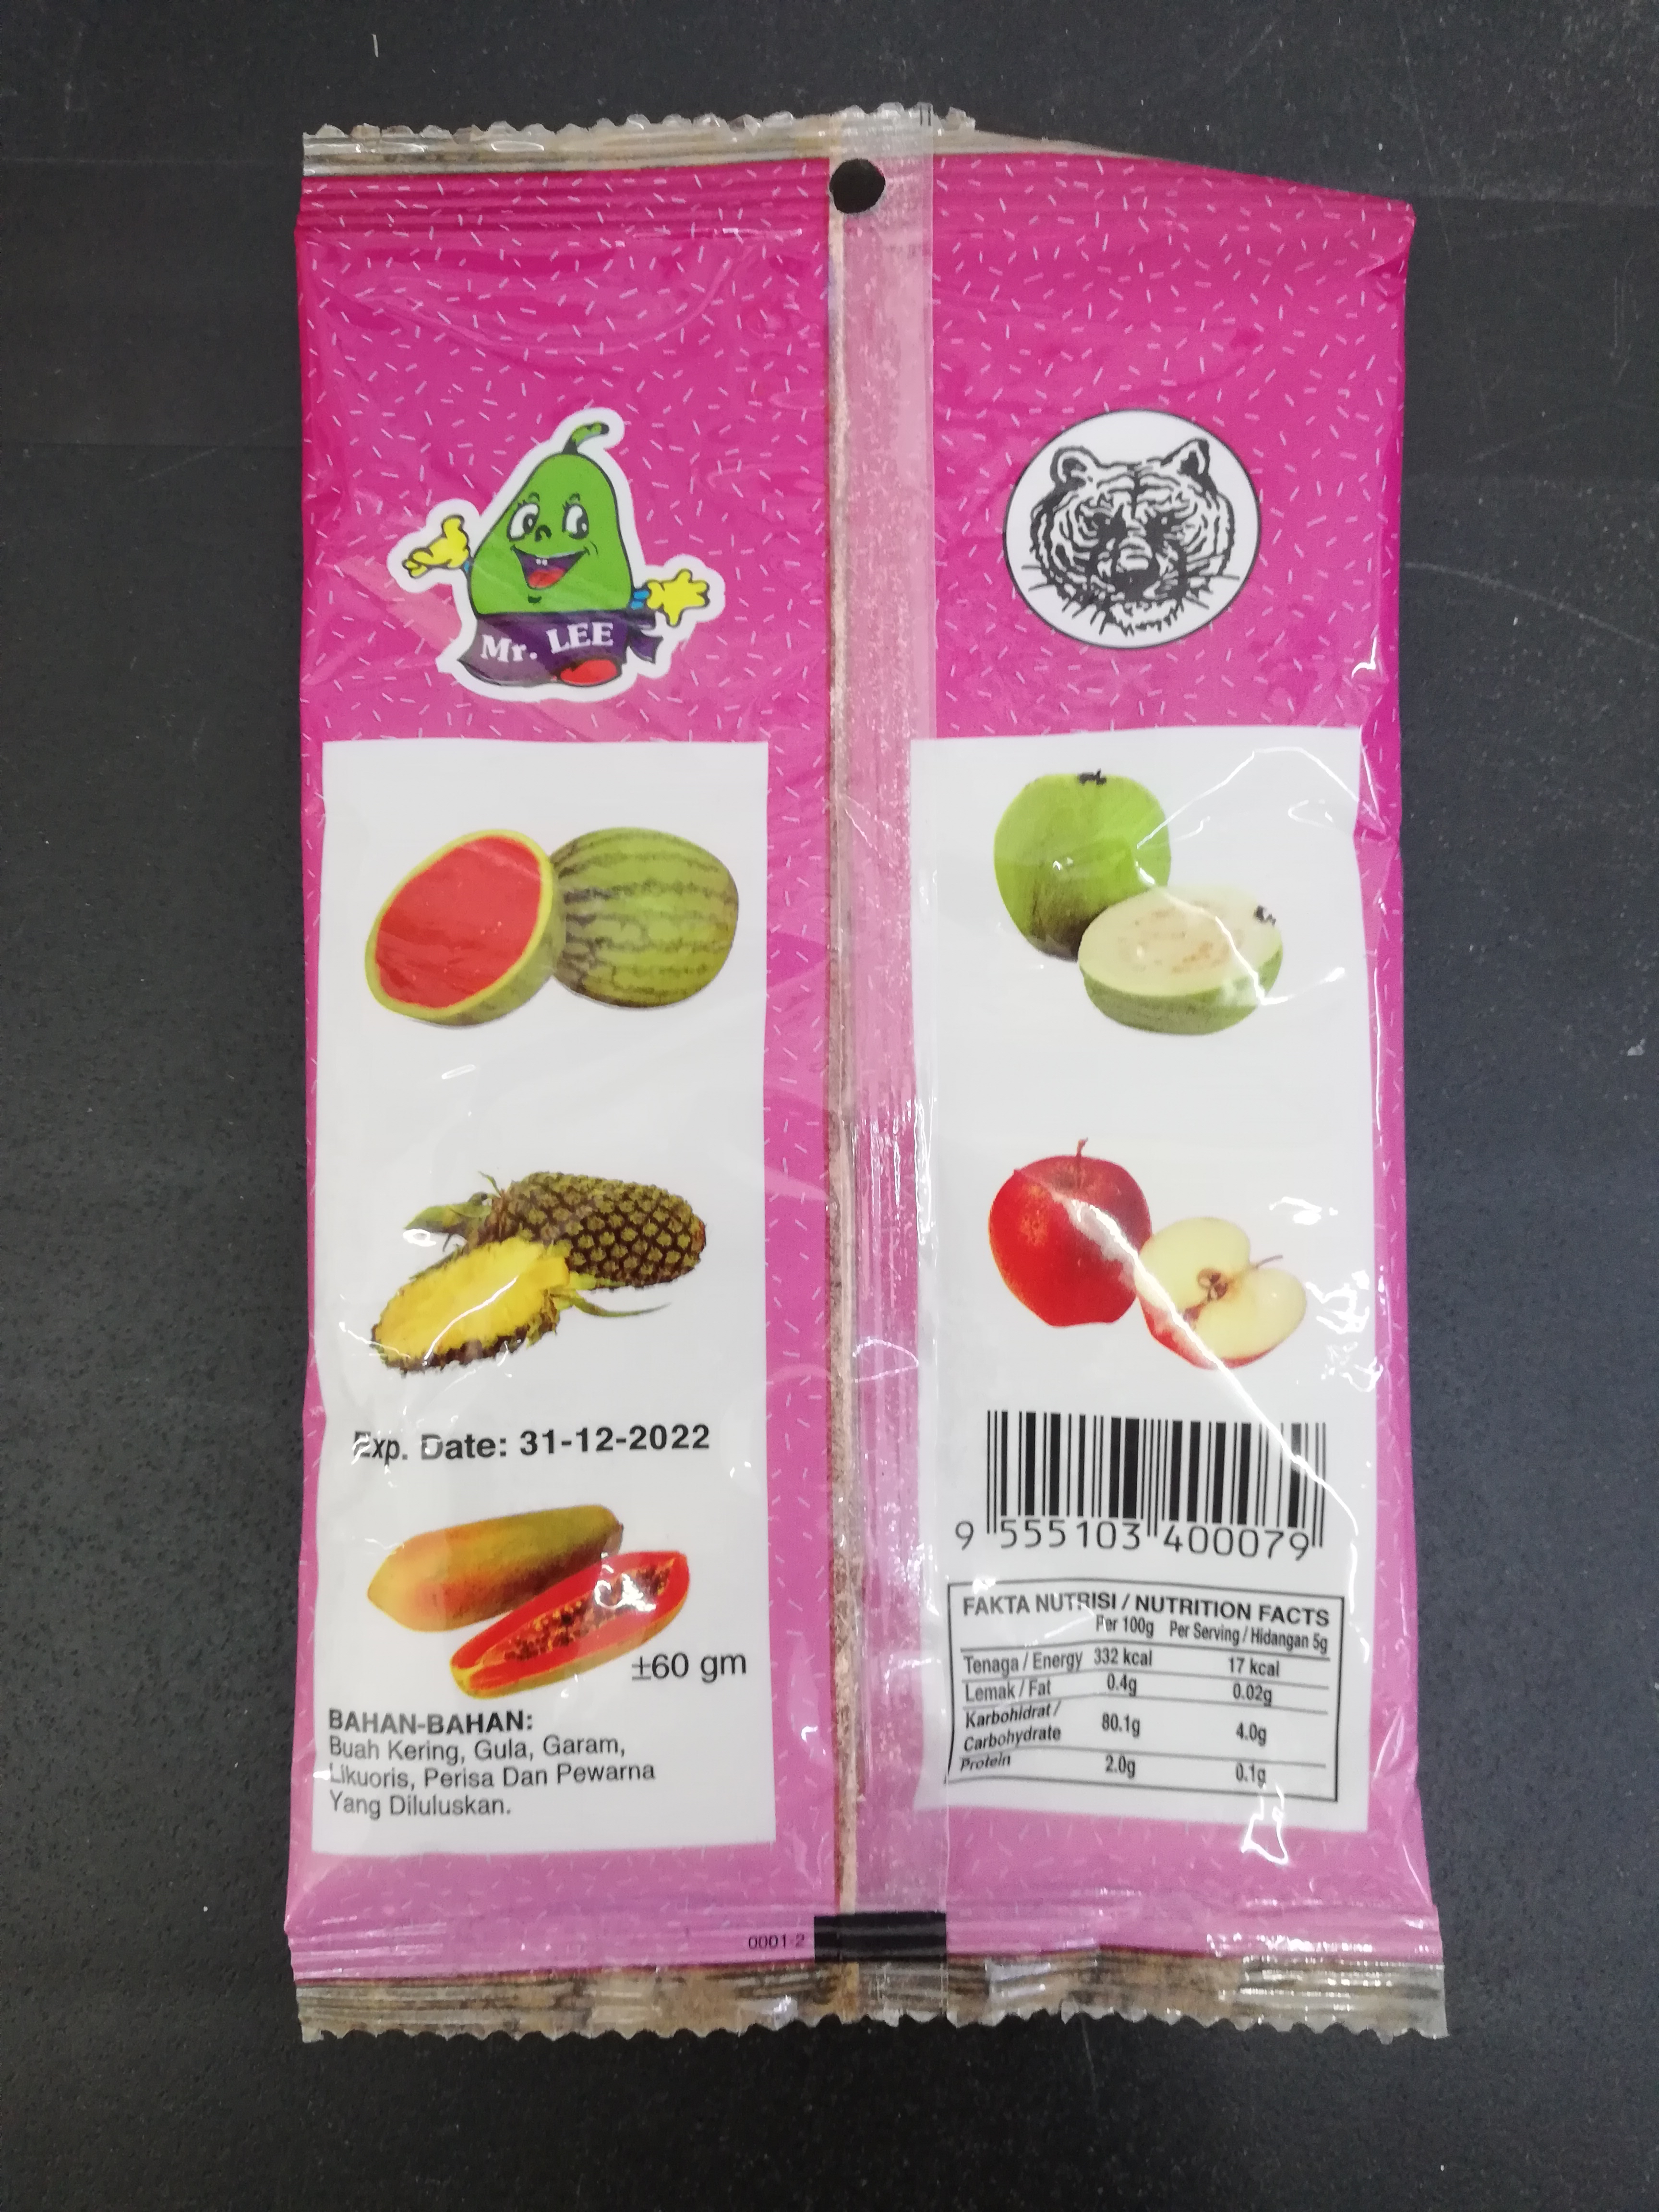 Mr. LEE
Exp. Date: 31-12-2022
±60 gm
BAHAN-BAHAN:
Buah Kering, Gula, Garam,
Likuoris, Perisa Dan Pewarna
Yang Diluluskan.
0001-2
9 555103 400079
FAKTA NUTRISI / NUTRITION FACTS
Per 100g Per Serving / Hidangan 5g
Tenaga / Energy 332 kcal 17 kcal
Lemak / Fat 0.4g 0.02g
Karbohidrat /
Carbohydrate 80.1g 4.0g
Protein 2.0g 0.1g